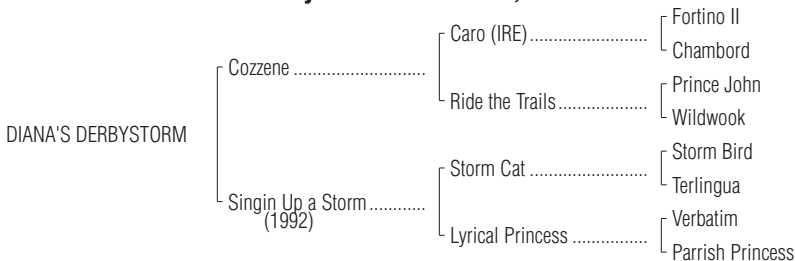 Fortino II
Caro (IRE)
Chambord
Cozzene
Prince John
Ride the Trails
Wildwook
DIANA'S DERBYSTORM
Storm Bird
Storm Cat
Terlingua
Singin Up a Storm
(1992)
Verbatim
Lyrical Princess
Parrish Princess